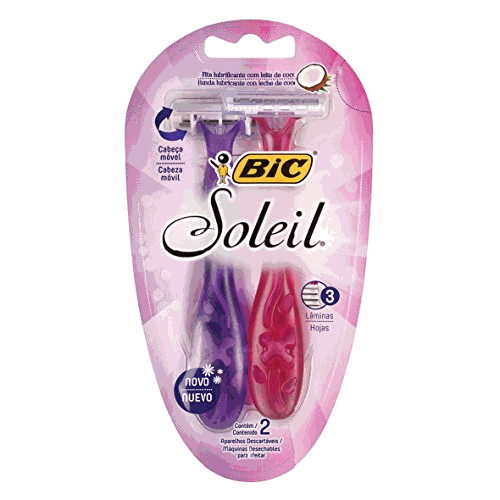 Fita lubrificante com leite de coco
Banda lubricante con leche de coco
Cabeça
móvel
Cabeza
móvil
BiC®
Soleil®
3
Lâminas
Hojas
NOVO
NUEVO
Contém /
Contenido 2
Aparelhos Descartáveis /
Máquinas Desechables
para afeitar